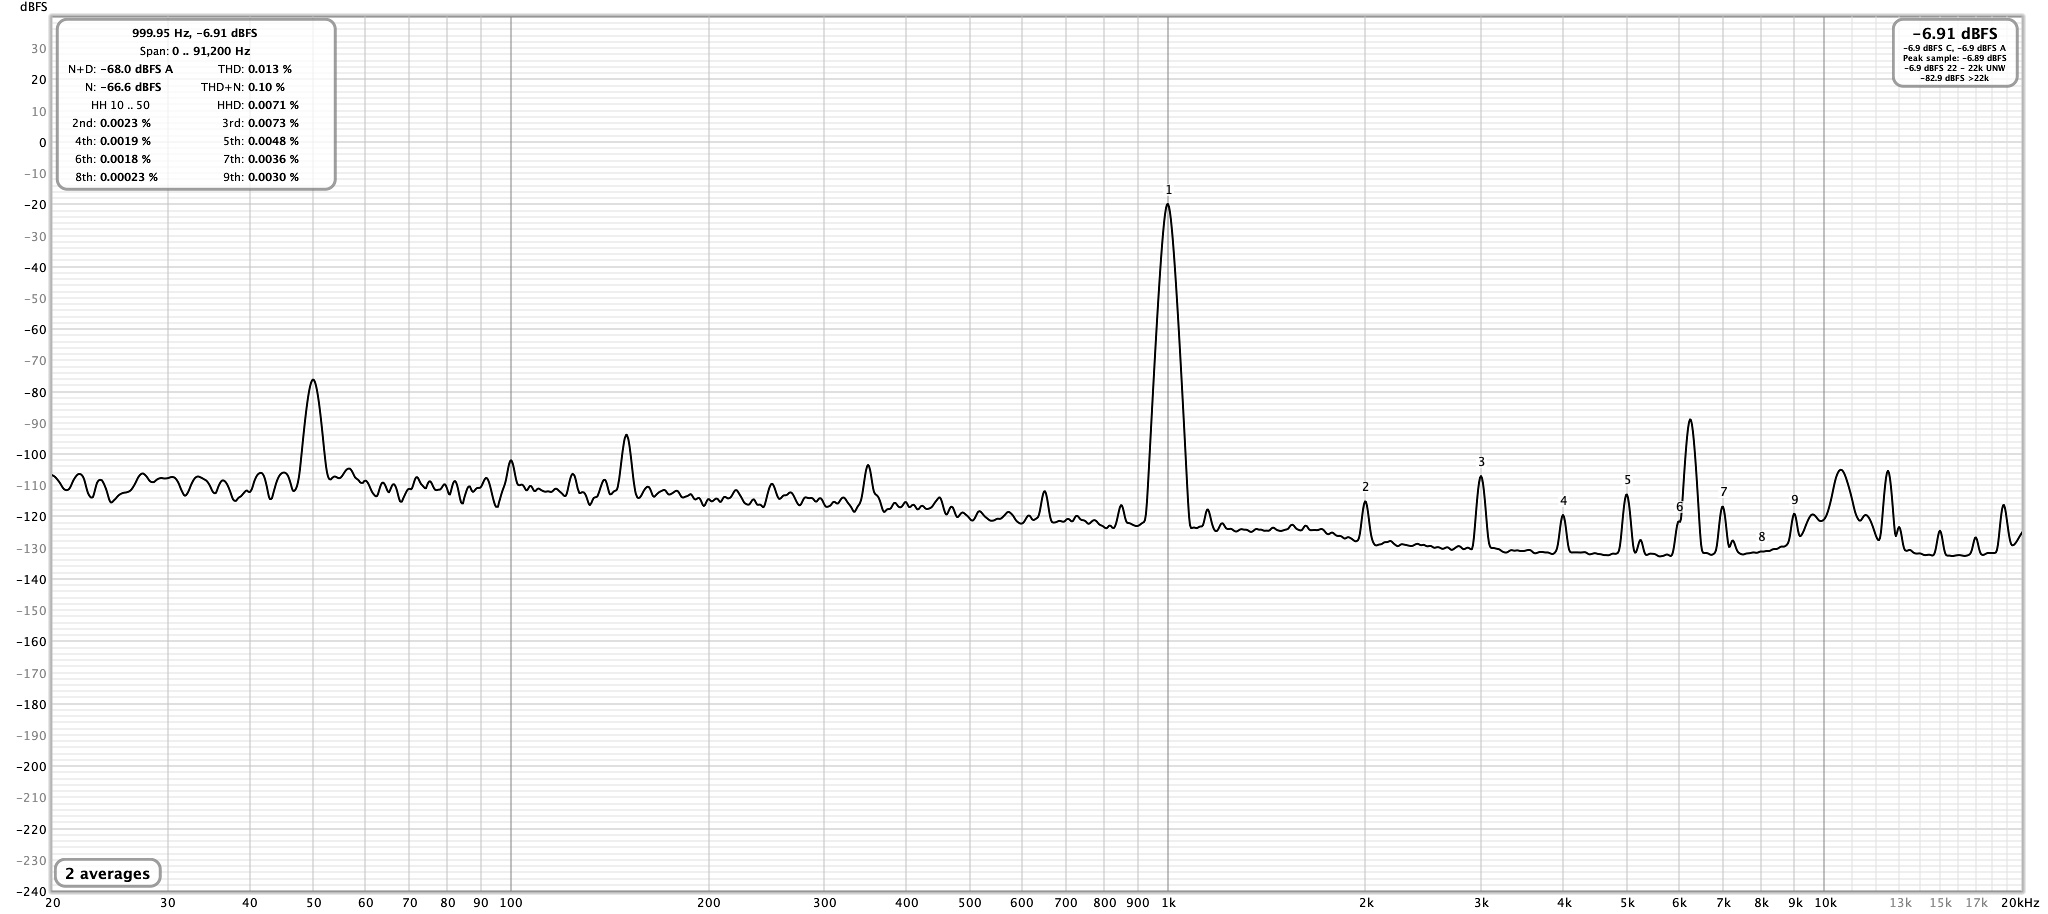 dBFS
999.95 Hz, -6.91 dBFS
Span: 0 .. 91,200 Hz
N+D: -68.0 dBFS A THD: 0.013 %
N: -66.6 dBFS THD+N: 0.10 %
HH 10 .. 50 HHD: 0.0071 %
2nd: 0.0023 % 3rd: 0.0073 %
4th: 0.0019 % 5th: 0.0048 %
6th: 0.0018 % 7th: 0.0036 %
8th: 0.00023 % 9th: 0.0030 %
-6.91 dBFS
-6.9 dBFS C, -6.9 dBFS A
Peak sample: -6.89 dBFS
-6.9 dBFS 22 - 22k UNW
-82.9 dBFS >22k
30
20
10
0
-10
-20
-30
-40
-50
-60
-70
-80
-90
-100
-110
-120
-130
-140
-150
-160
-170
-180
-190
-200
-210
-220
-230
-240
1
2
3
4
5
6
7
8
9
2 averages
20 30 40 50 60 70 80 90 100 200 300 400 500 600 700 800 900 1k 2k 3k 4k 5k 6k 7k 8k 9k 10k 13k 15k 17k 20kHz